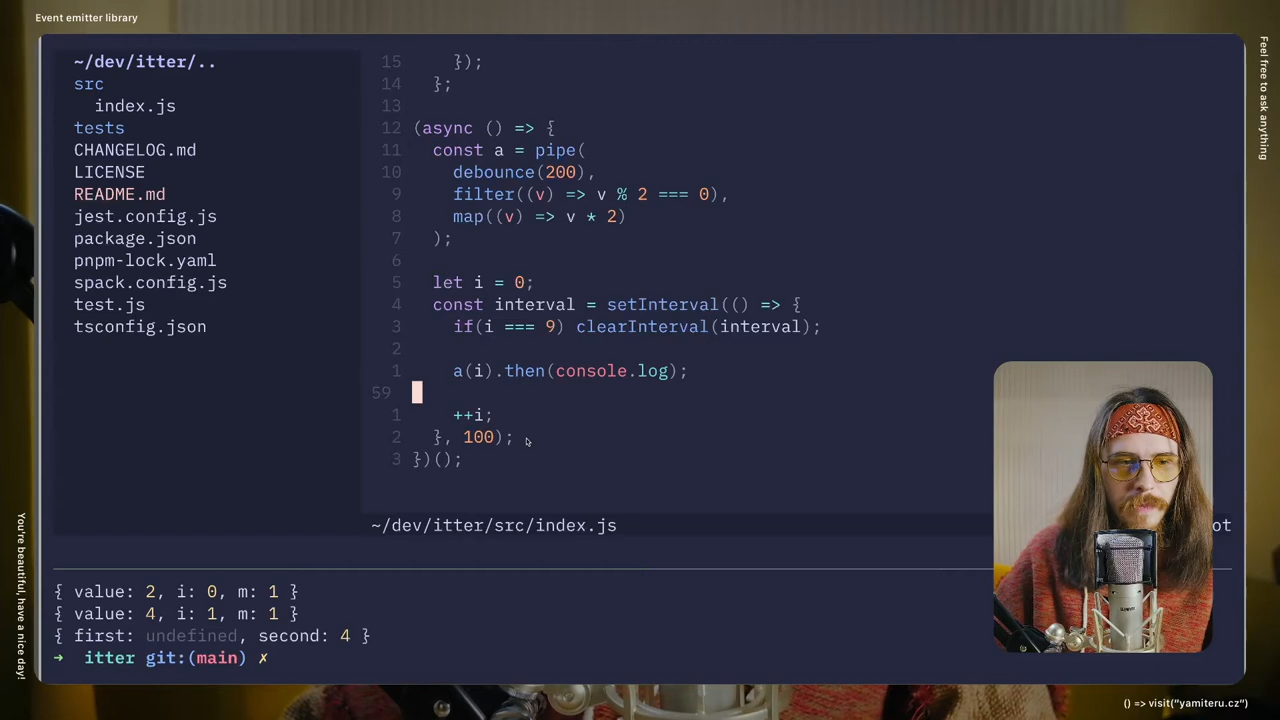 Event emitter library
Feel free to ask anything
~/dev/itter/..
src
index.js
tests
CHANGELOG.md
LICENSE
README.md
jest.config.js
package.json
pnpm-lock.yaml
spack.config.js
test.js
tsconfig.json
15 });
14 };
13
12 (async () => {
11 const a = pipe(
10 debounce(200),
9 filter((v) => v % 2 === 0),
8 map((v) => v * 2)
7 );
6
5 let i = 0;
4 const interval = setInterval(() => {
3 if(i === 9) clearInterval(interval);
2
1 a(i).then(console.log);
59
1 ++i;
2 }, 100);
3 })();
~/dev/itter/src/index.js
ot
{ value: 2, i: 0, m: 1 }
{ value: 4, i: 1, m: 1 }
{ first: undefined, second: 4 }
→ itter git:(main) ✗
You're beautiful, have a nice day!
() => visit("yamiteru.cz")